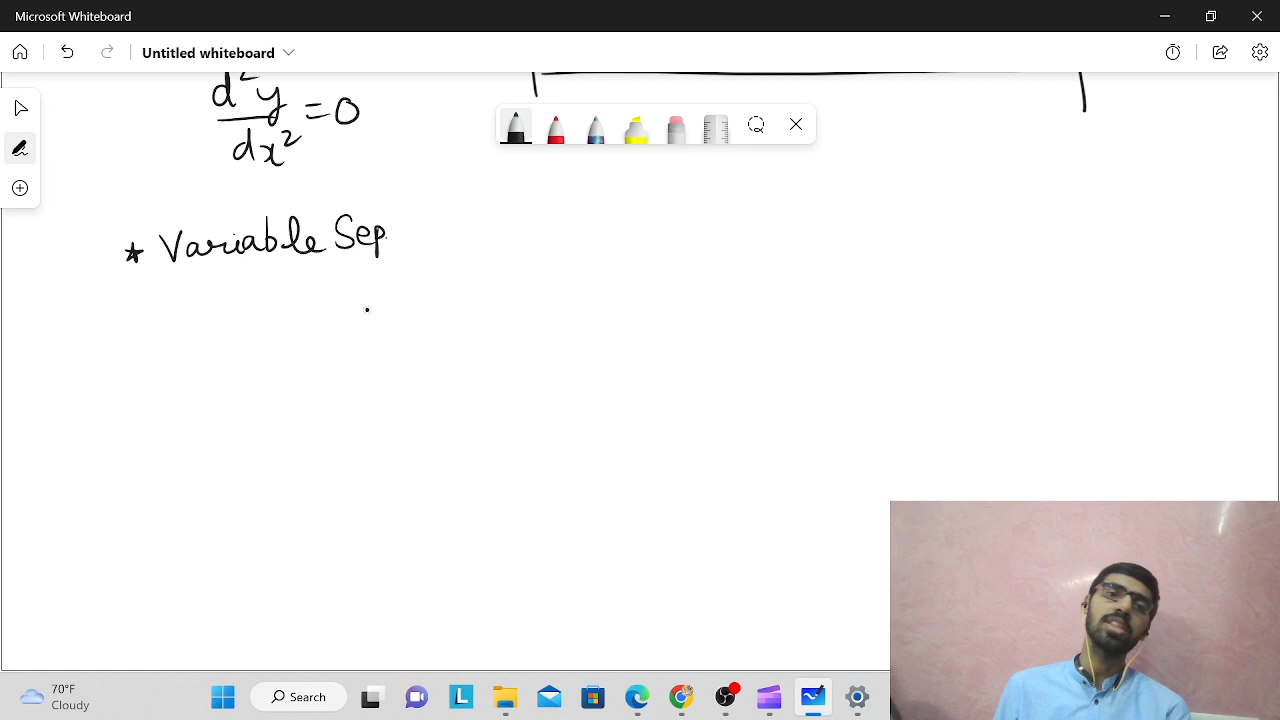 Microsoft Whiteboard
Untitled whiteboard
d²y
dx²
=0
* Variable Sep
70°F
Cloudy
Search
L